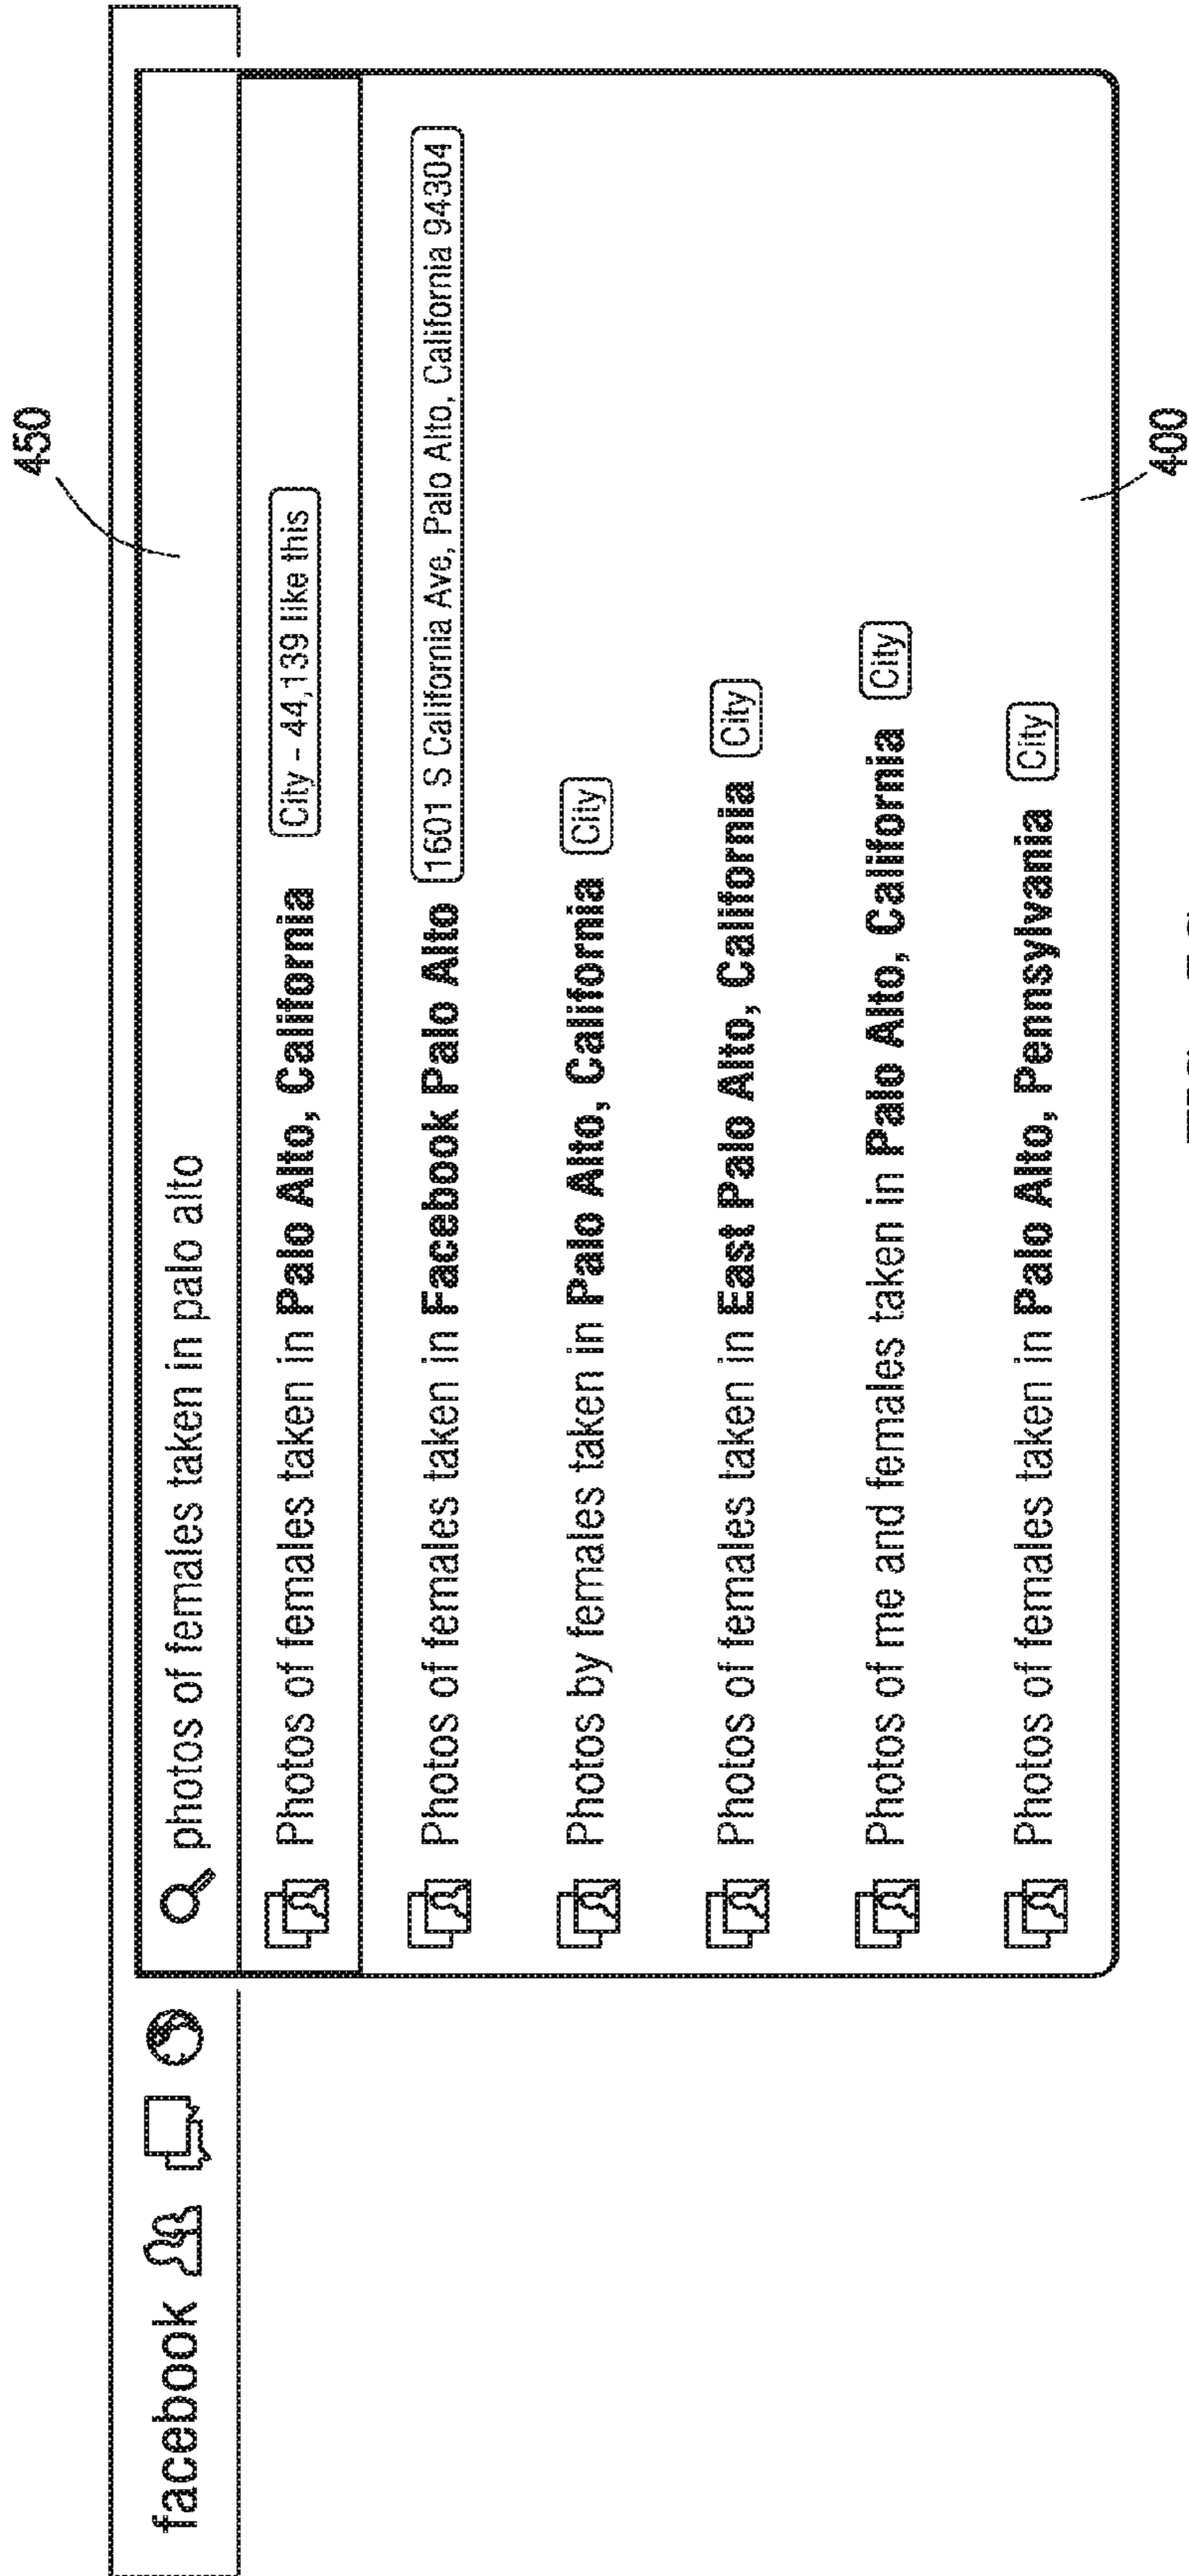 450
facebook photos of females taken in palo alto
Photos of females taken in Palo Alto, California City - 44,139 like this
Photos of females taken in Facebook Palo Alto 1601 S California Ave, Palo Alto, California 94304
Photos by females taken in Palo Alto, California City
Photos of females taken in East Palo Alto, California City
Photos of me and females taken in Palo Alto, California City
Photos of females taken in Palo Alto, Pennsylvania City
400